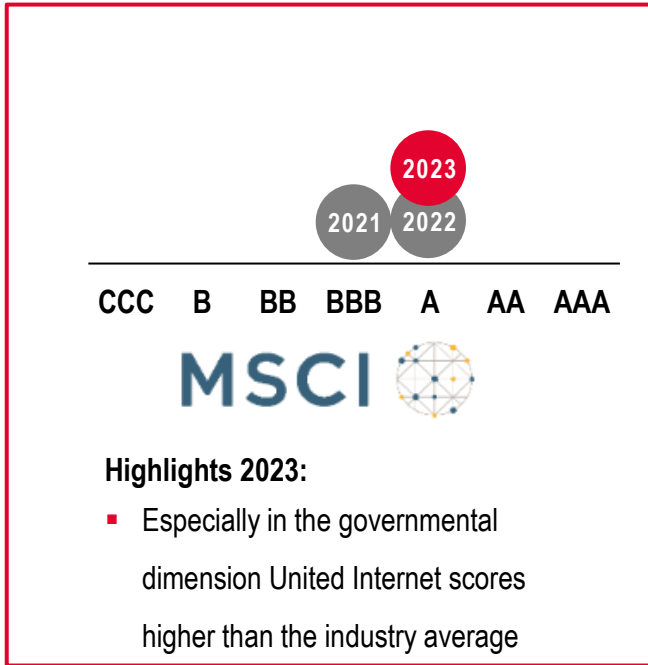 2023
2021 2022
CCC B BB BBB A AA AAA
MSCI
Highlights 2023:
▪ Especially in the governmental
dimension United Internet scores
higher than the industry average